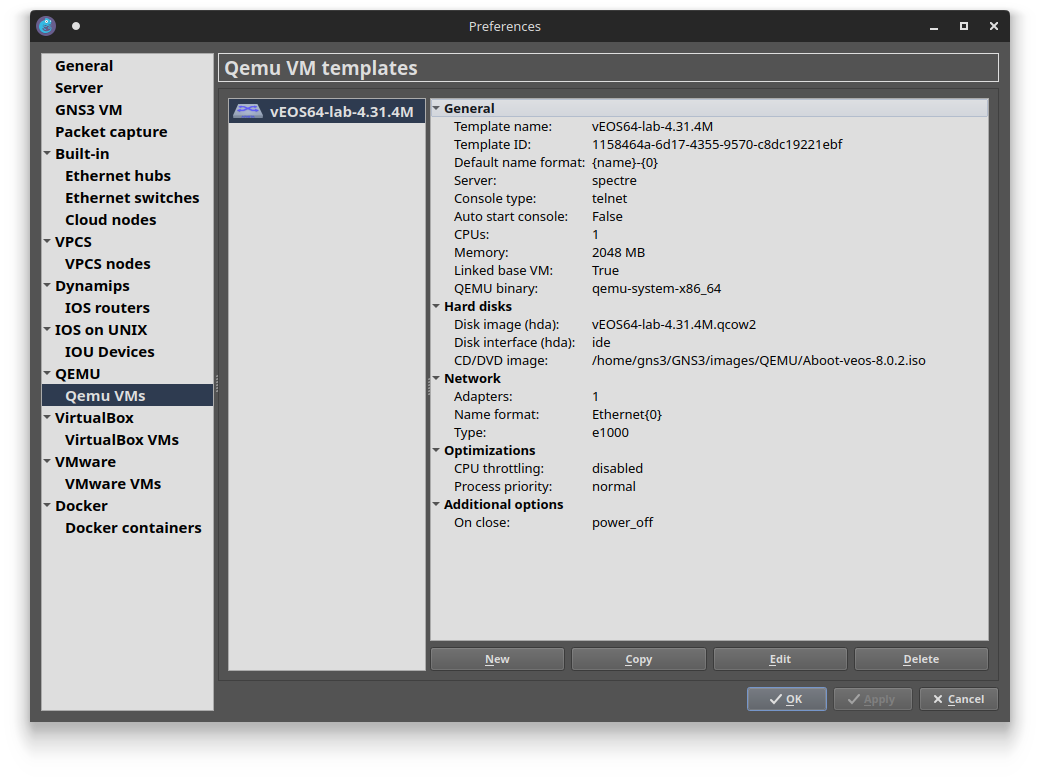 Preferences
General
Server
GNS3 VM
Packet capture
Built-in
Ethernet hubs
Ethernet switches
Cloud nodes
VPCS
VPCS nodes
Dynamips
IOS routers
IOS on UNIX
IOU Devices
QEMU
Qemu VMs
VirtualBox
VirtualBox VMs
VMware
VMware VMs
Docker
Docker containers
Qemu VM templates
vEOS64-lab-4.31.4M
General
Template name: vEOS64-lab-4.31.4M
Template ID: 1158464a-6d17-4355-9570-c8dc19221ebf
Default name format: {name}-{0}
Server: spectre
Console type: telnet
Auto start console: False
CPUs: 1
Memory: 2048 MB
Linked base VM: True
QEMU binary: qemu-system-x86_64
Hard disks
Disk image (hda): vEOS64-lab-4.31.4M.qcow2
Disk interface (hda): ide
CD/DVD image: /home/gns3/GNS3/images/QEMU/Aboot-veos-8.0.2.iso
Network
Adapters: 1
Name format: Ethernet{0}
Type: e1000
Optimizations
CPU throttling: disabled
Process priority: normal
Additional options
On close: power_off
New Copy Edit Delete
OK Apply Cancel